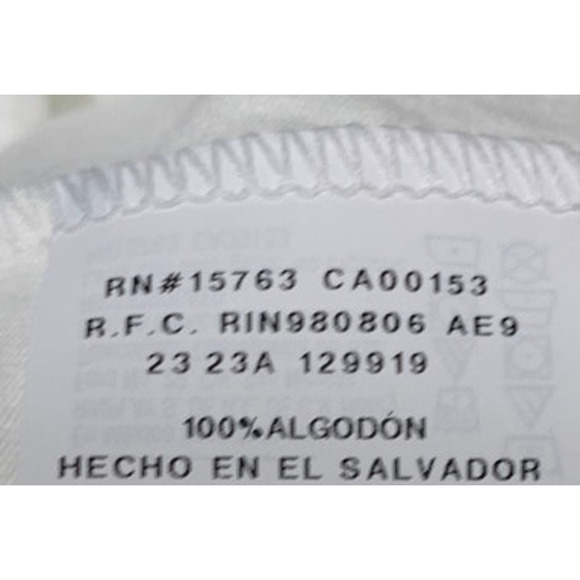 RN#15763 CA00153
R.F.C. RIN980806 AE9
23 23A 129919
100%ALGODÓN
HECHO EN EL SALVADOR